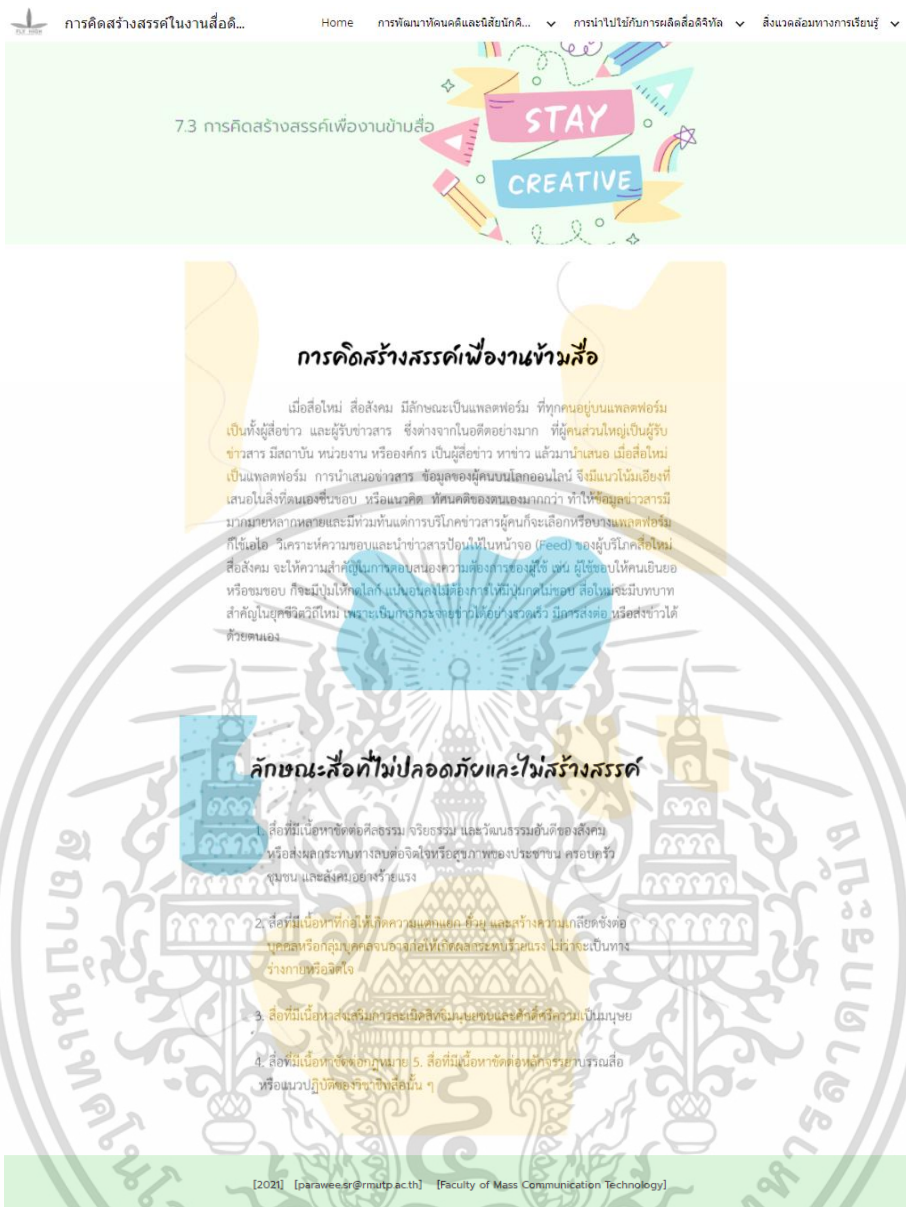 การคิดสร้างสรรค์ในงานสื่อดิ...
Home
การพัฒนาทัศนคติและนิสัยนักคิ...
การนำไปใช้กับการผลิตสื่อดิจิทัล
สิ่งแวดล้อมทางการเรียนรู้
7.3 การคิดสร้างสรรค์เพื่องานข้ามสื่อ
STAY
CREATIVE
การคิดสร้างสรรค์เพื่องานข้ามสื่อ
เมื่อสื่อใหม่ สื่อสังคม มีลักษณะเป็นแพลตฟอร์ม ที่ทุกคนอยู่บนแพลตฟอร์ม
เป็นทั้งผู้สื่อข่าว และผู้รับข่าวสาร ซึ่งต่างจากในอดีตอย่างมาก ที่ผู้คนส่วนใหญ่เป็นผู้รับ
ข่าวสาร มีสถาบัน หน่วยงาน หรือองค์กร เป็นผู้สื่อข่าว หาข่าว แล้วมานำเสนอ เมื่อสื่อใหม่
เป็นแพลตฟอร์ม การนำเสนอข่าวสาร ข้อมูลของผู้คนบนโลกออนไลน์ จึงมีแนวโน้มเอียงที่
เสนอในสิ่งที่ตนเองชื่นชอบ หรือแนวคิด ทัศนคติของตนเองมากกว่า ทำให้ข้อมูลข่าวสารมี
มากมายหลากหลายและมีท่วมท้นแต่การบริโภคข่าวสารผู้คนก็จะเลือกหรือบางแพลตฟอร์ม
ก็ใช้เอไอ วิเคราะห์ความชอบและนำข่าวสารป้อนให้ในหน้าจอ (Feed) ของผู้บริโภคสื่อใหม่
สื่อสังคม จะให้ความสำคัญในการตอบสนองความต้องการของผู้ใช้ เช่น ผู้ใช้ชอบให้คนเยินยอ
หรือชมชอบ ก็จะมีปุ่มให้กดไลก์ แน่นอนคงไม่ต้องการให้มีปุ่มกดไม่ชอบ สื่อใหม่จะมีบทบาท
สำคัญในยุคชีวิตวิถีใหม่ เพราะเป็นการกระจายข่าวได้อย่างรวดเร็ว มีการส่งต่อ หรือส่งข่าวได้
ด้วยตนเอง
ลักษณะสื่อที่ไม่ปลอดภัยและไม่สร้างสรรค์
1. สื่อที่มีเนื้อหาขัดต่อศีลธรรม จริยธรรม และวัฒนธรรมอันดีของสังคม
หรือส่งผลกระทบทางลบต่อจิตใจหรือสุขภาพของประชาชน ครอบครัว
ชุมชน และสังคมอย่างร้ายแรง
2. สื่อที่มีเนื้อหาที่ก่อให้เกิดความแตกแยก ยั่วยุ และสร้างความเกลียดชังต่อ
บุคคลหรือกลุ่มบุคคลจนอาจก่อให้เกิดผลกระทบร้ายแรง ไม่ว่าจะเป็นทาง
ร่างกายหรือจิตใจ
3. สื่อที่มีเนื้อหาส่งเสริมการละเมิดสิทธิมนุษยชนและศักดิ์ศรีความเป็นมนุษย์
4. สื่อที่มีเนื้อหาขัดต่อกฎหมาย 5. สื่อที่มีเนื้อหาขัดต่อหลักจรรยาบรรณสื่อ
หรือแนวปฏิบัติของวิชาชีพสื่อนั้น ๆ
[2021] [parawee.sr@rmutp.ac.th] [Faculty of Mass Communication Technology]